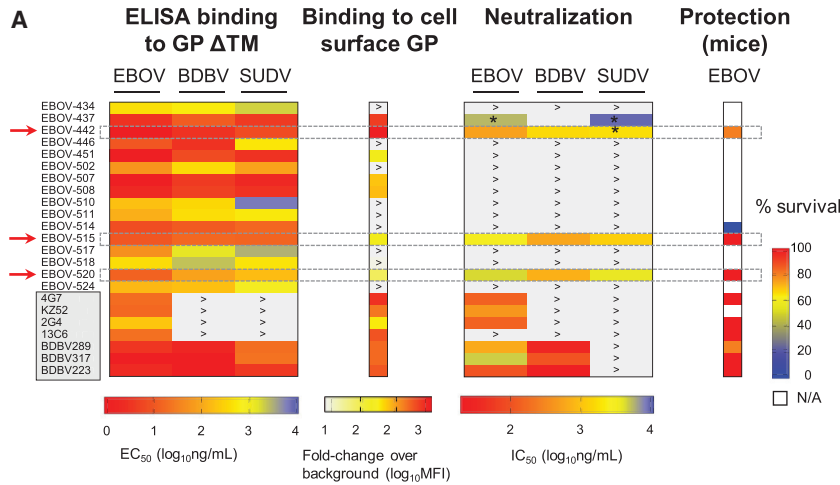 A
ELISA binding
to GP ΔTM
Binding to cell
surface GP
Neutralization
Protection
(mice)
EBOV BDBV SUDV EBOV BDBV SUDV EBOV
EBOV-434 > > > >
EBOV-437 * *
EBOV-442 *
EBOV-446 > > > >
EBOV-451 > > >
EBOV-502 > > > >
EBOV-507 > > >
EBOV-508 > > >
EBOV-510 > > > >
EBOV-511 > > > >
EBOV-514 > > > >
EBOV-515
EBOV-517 > > > >
EBOV-518 > > > >
EBOV-520
EBOV-524 > > > >
4G7 > > > >
KZ52 > > > >
2G4 > > > >
13C6 > > > > >
BDBV289 >
BDBV317 >
BDBV223 >
% survival
100
80
60
40
20
0
N/A
0 1 2 3 4
EC50 (log10ng/mL)
1 2 2 3
Fold-change over
background (log10MFI)
2 3 4
IC50 (log10ng/mL)